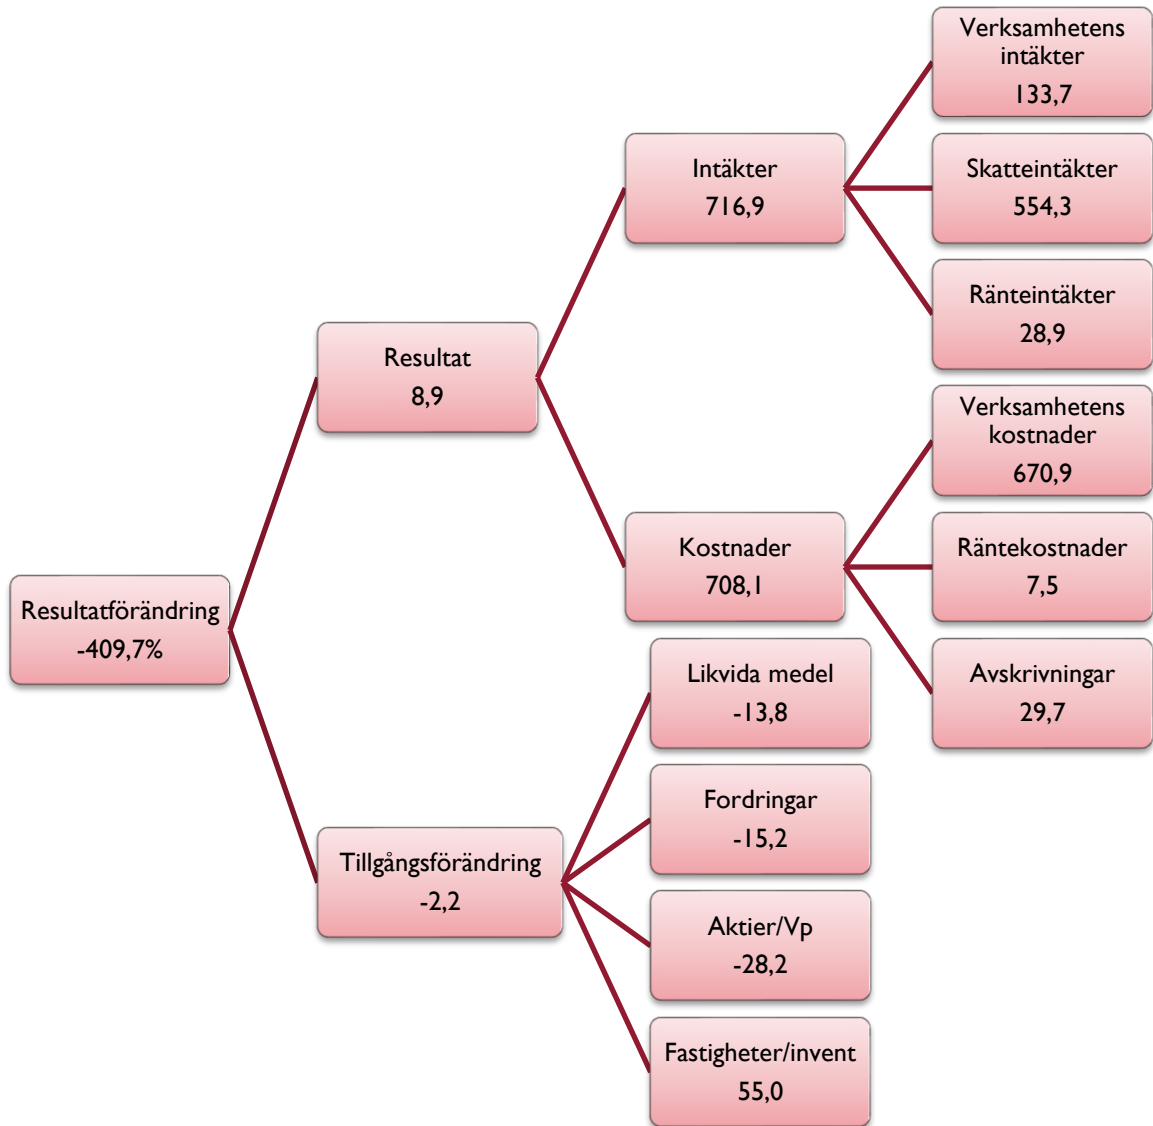 Verksamhetens
intäkter
133,7
Intäkter
716,9
Skatteintäkter
554,3
Ränteintäkter
28,9
Resultat
8,9
Verksamhetens
kostnader
670,9
Kostnader
708,1
Räntekostnader
7,5
Resultatförändring
-409,7%
Likvida medel
-13,8
Avskrivningar
29,7
Fordringar
-15,2
Tillgångsförändring
-2,2
Aktier/Vp
-28,2
Fastigheter/invent
55,0